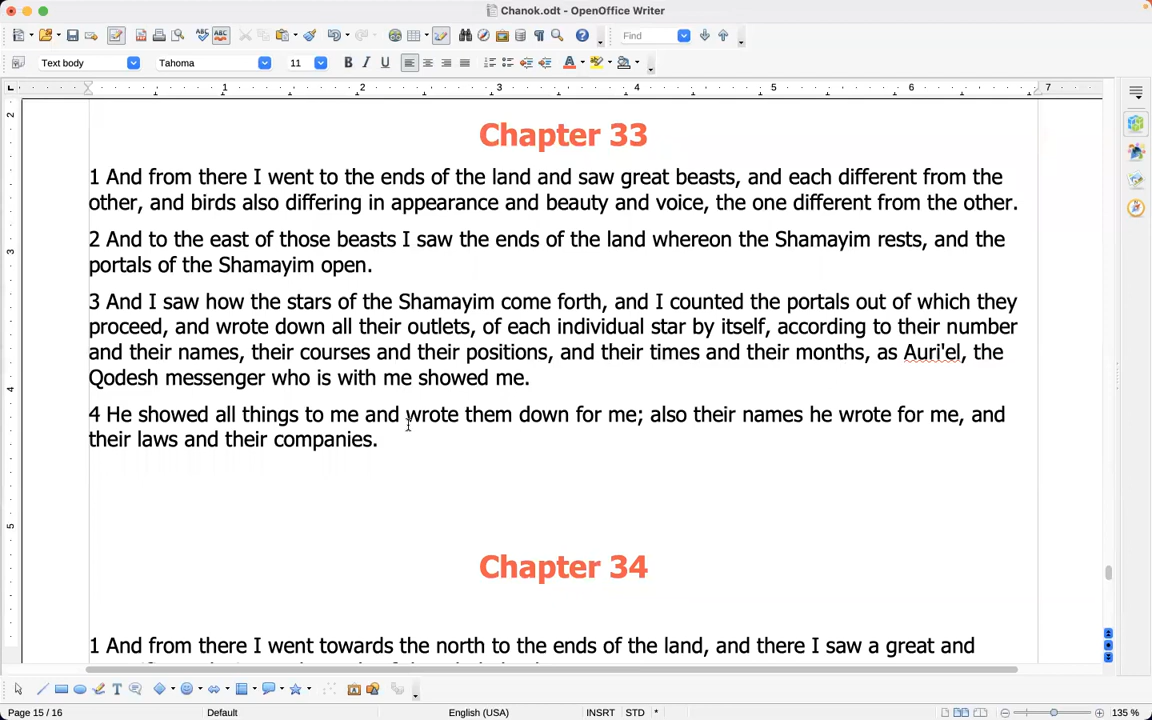 Chanok.odt - OpenOffice Writer
Find
Text body Tahoma 11 B I U
1 2 3 4 5 6 7
Chapter 33
1 And from there I went to the ends of the land and saw great beasts, and each different from the
other, and birds also differing in appearance and beauty and voice, the one different from the other.
2 And to the east of those beasts I saw the ends of the land whereon the Shamayim rests, and the
portals of the Shamayim open.
3 And I saw how the stars of the Shamayim come forth, and I counted the portals out of which they
proceed, and wrote down all their outlets, of each individual star by itself, according to their number
and their names, their courses and their positions, and their times and their months, as Auri'el, the
Qodesh messenger who is with me showed me.
4 He showed all things to me and wrote them down for me; also their names he wrote for me, and
their laws and their companies.
Chapter 34
1 And from there I went towards the north to the ends of the land, and there I saw a great and
Page 15 / 16 Default English (USA) INSRT STD * 135 %